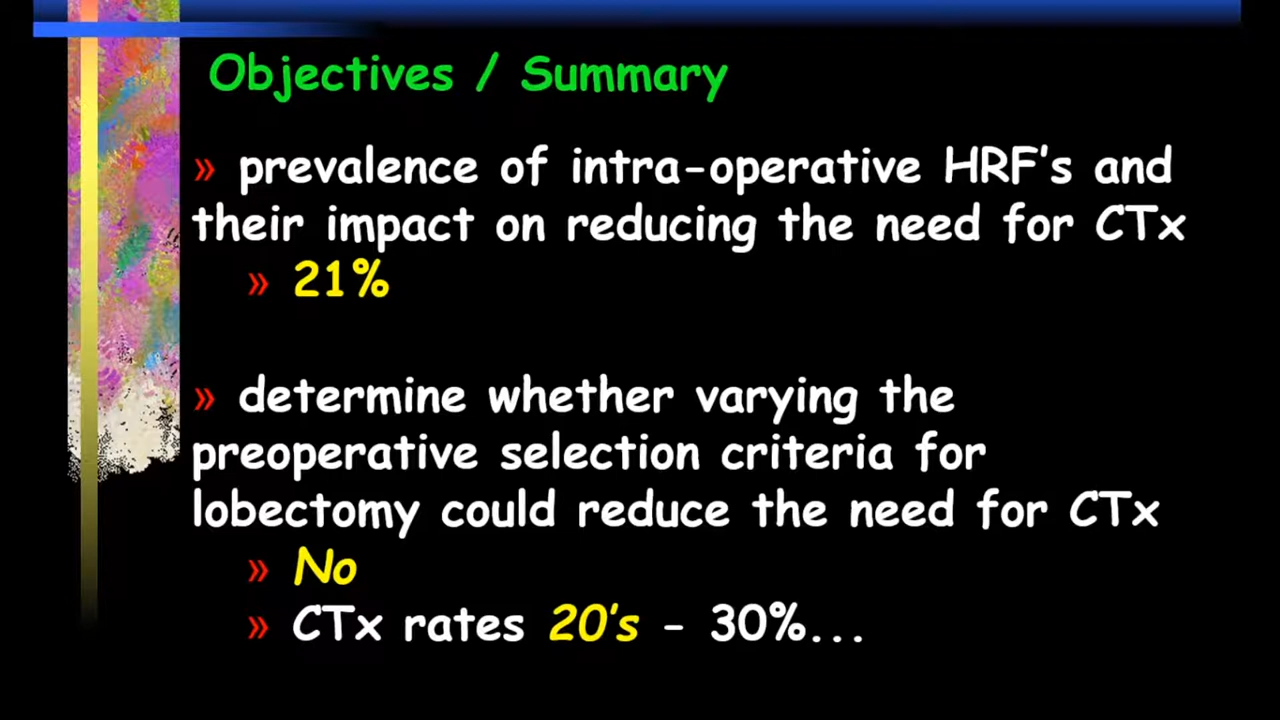 Objectives / Summary
» prevalence of intra-operative HRF's and
their impact on reducing the need for CTx
» 21%
» determine whether varying the
preoperative selection criteria for
lobectomy could reduce the need for CTx
» No
» CTx rates 20's - 30%...